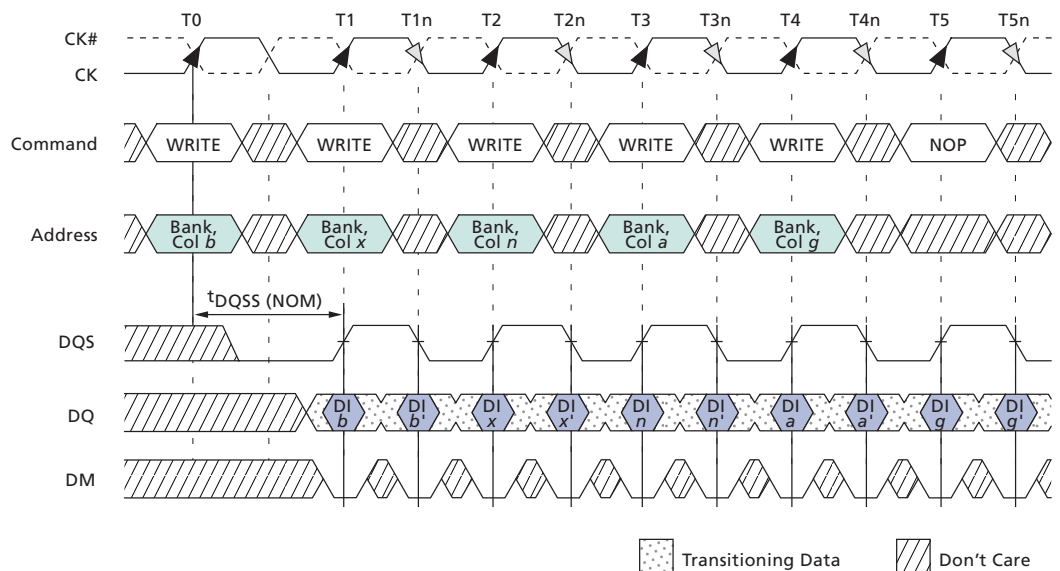 T0 T1 T1n T2 T2n T3 T3n T4 T4n T5 T5n
CK#
CK
Command WRITE WRITE WRITE WRITE WRITE NOP
Address Bank, Col b Bank, Col x Bank, Col n Bank, Col a Bank, Col g
tDQSS (NOM)
DQS
DQ DI b DI b' DI x DI x' DI n DI n' DI a DI a' DI g DI g'
DM
Transitioning Data Don't Care